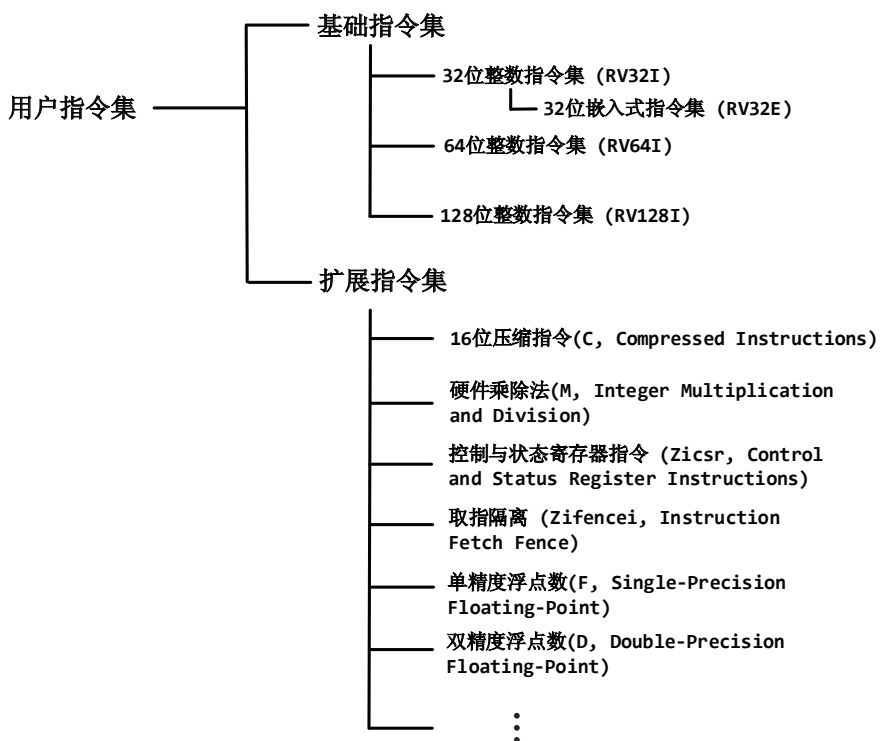 基础指令集
32位整数指令集 (RV32I)
用户指令集
32位嵌入式指令集 (RV32E)
64位整数指令集 (RV64I)
128位整数指令集 (RV128I)
扩展指令集
16位压缩指令(C, Compressed Instructions)
硬件乘除法(M, Integer Multiplication
and Division)
控制与状态寄存器指令 (Zicsr, Control
and Status Register Instructions)
取指隔离 (Zifencei, Instruction
Fetch Fence)
单精度浮点数(F, Single-Precision
Floating-Point)
双精度浮点数(D, Double-Precision
Floating-Point)
⋮